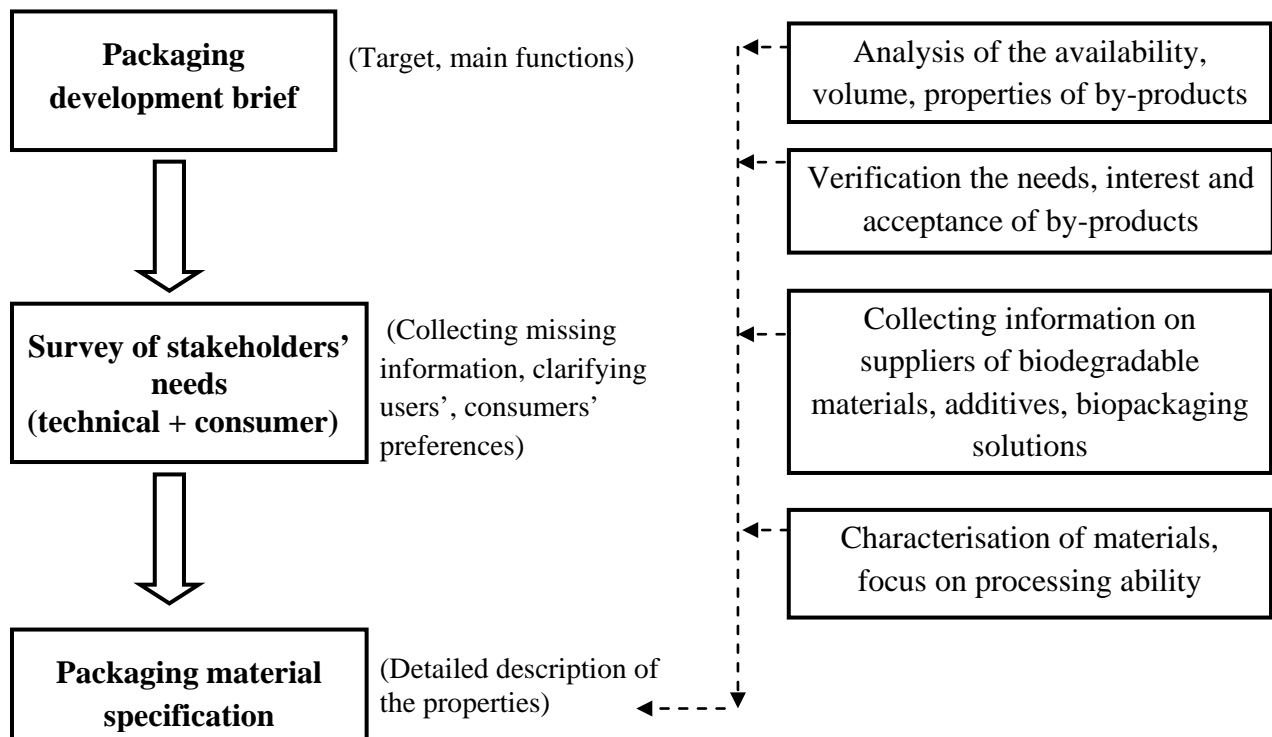 Packaging
development brief
(Target, main functions)
Survey of stakeholders’
needs
(technical + consumer)
(Collecting missing
information, clarifying
users’, consumers’
preferences)
Packaging material
specification
(Detailed description of
the properties)
Analysis of the availability,
volume, properties of by-products
Verification the needs, interest and
acceptance of by-products
Collecting information on
suppliers of biodegradable
materials, additives, biopackaging
solutions
Characterisation of materials,
focus on processing ability